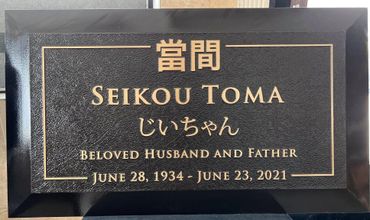 當間
SEIKOU TOMA
じいちゃん
BELOVED HUSBAND AND FATHER
JUNE 28, 1934 - JUNE 23, 2021